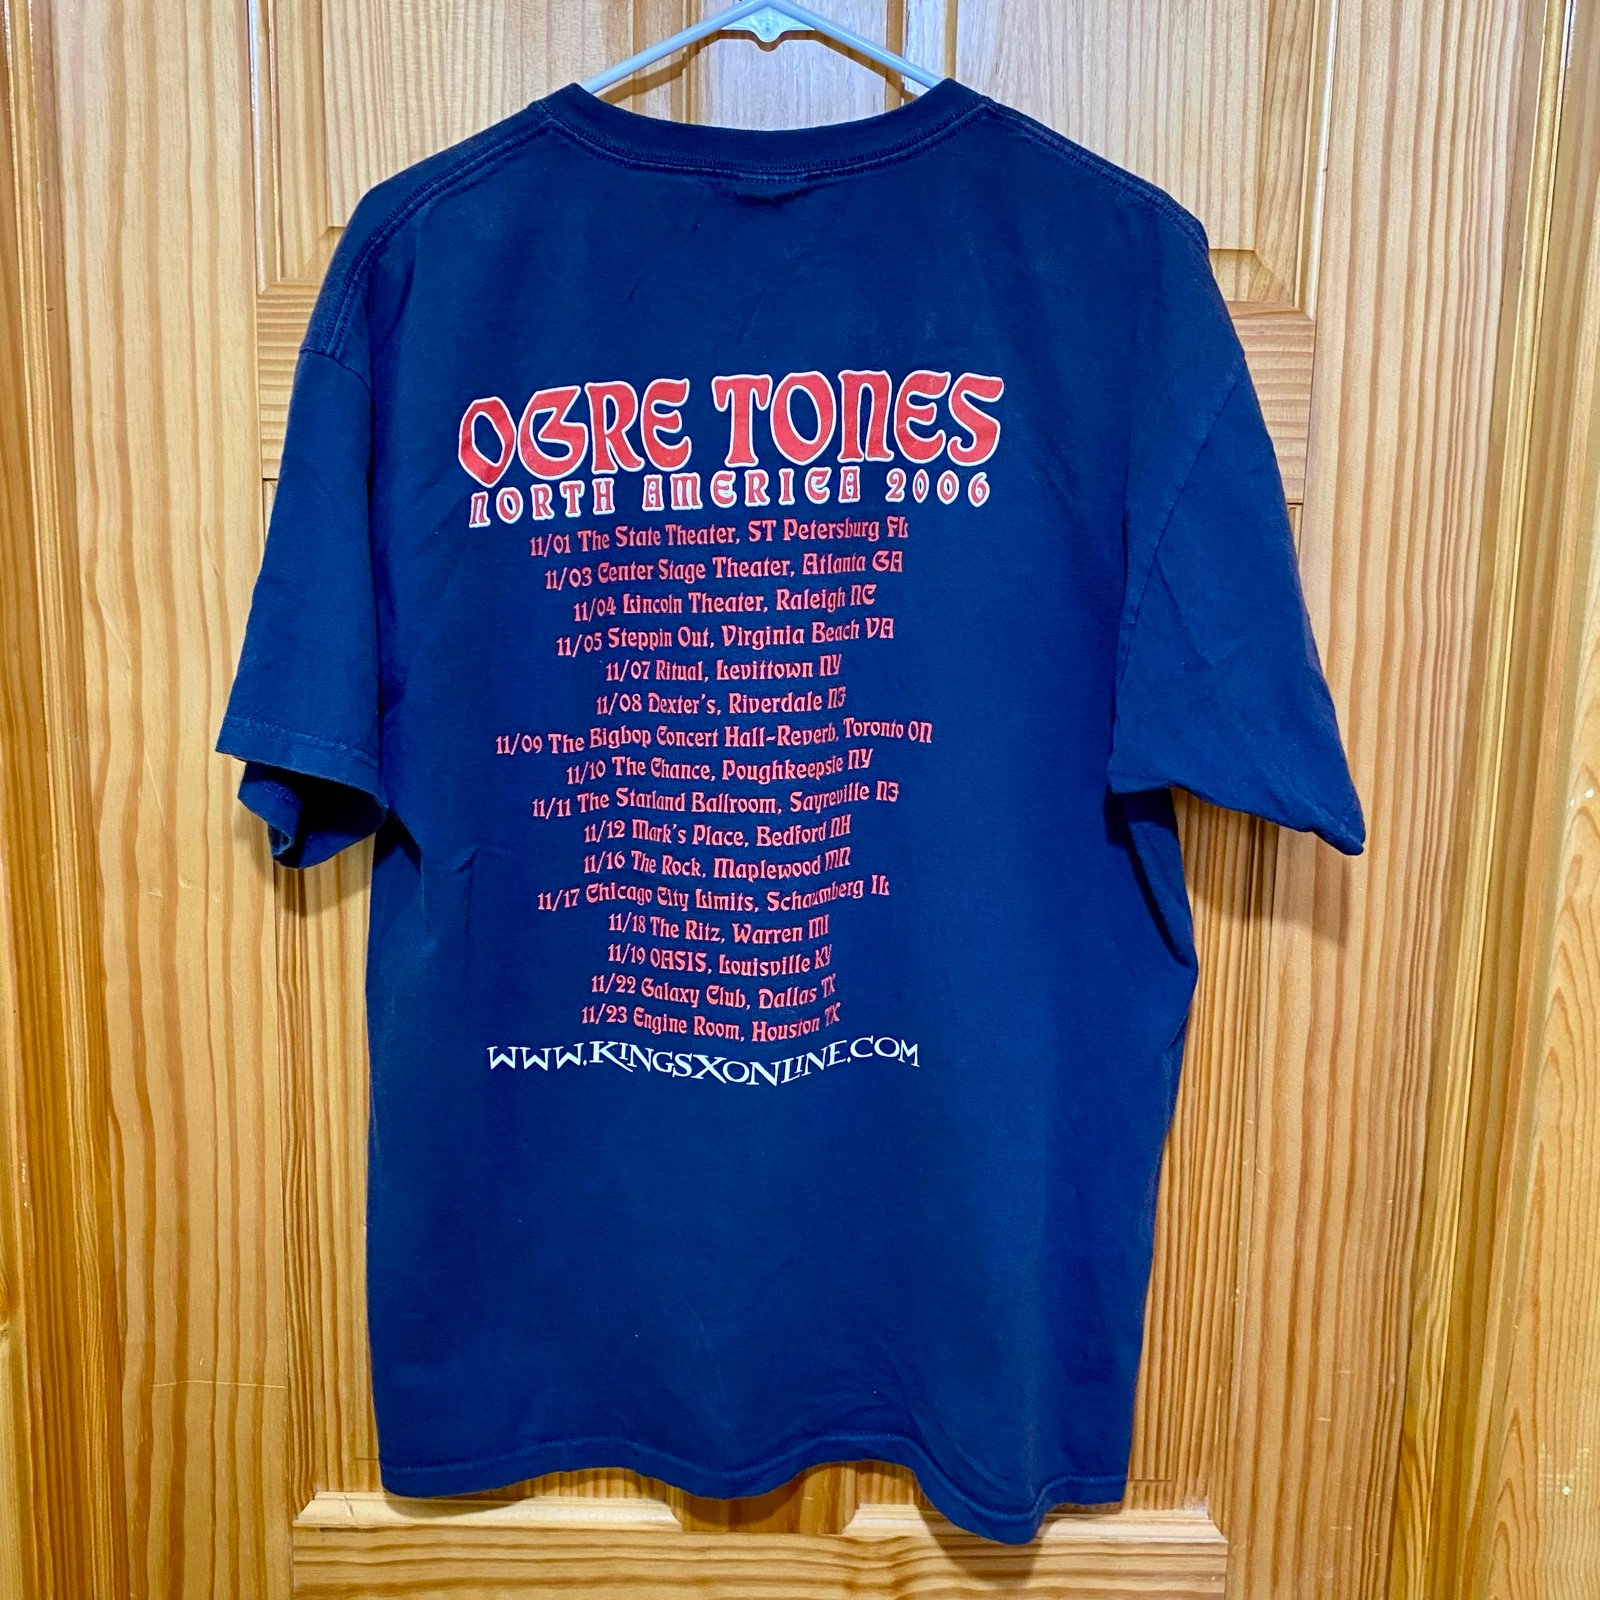 OGRE TONES
NORTH AMERICA 2006
11/01 The State Theater, ST Petersburg FL
11/03 Center Stage Theater, Atlanta GA
11/04 Lincoln Theater, Raleigh NC
11/05 Steppin Out, Virginia Beach VA
11/07 Ritual, Levittown NY
11/08 Dexter's, Riverdale NJ
11/09 The Bigbop Concert Hall-Reverb, Toronto ON
11/10 The Chance, Poughkeepsie NY
11/11 The Starland Ballroom, Sayreville NJ
11/12 Mark's Place, Bedford NH
11/16 The Rock, Maplewood MN
11/17 Chicago City Limits, Schaumberg IL
11/18 The Ritz, Warren MI
11/19 OASIS, Louisville KY
11/22 Galaxy Club, Dallas TX
11/23 Engine Room, Houston TX
WWW.KINGSXONLINE.COM